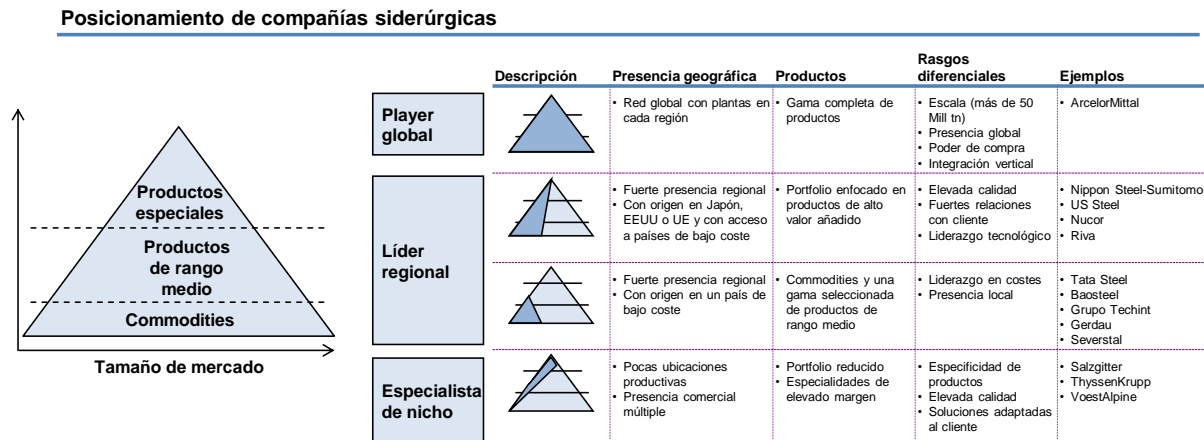 Posicionamiento de compañías siderúrgicas
Productos
especiales
Productos
de rango
medio
Commodities
Tamaño de mercado
Descripción
Presencia geográfica
Productos
Rasgos
diferenciales
Ejemplos
Player
global
• Red global con plantas en
cada región
• Gama completa de
productos
• Escala (más de 50
Mill tn)
• Presencia global
• Poder de compra
• Integración vertical
• ArcelorMittal
Líder
regional
• Fuerte presencia regional
• Con origen en Japón,
EEUU o UE y con acceso
a países de bajo coste
• Portfolio enfocado en
productos de alto
valor añadido
• Elevada calidad
• Fuertes relaciones
con cliente
• Liderazgo tecnológico
• Nippon Steel-Sumitomo
• US Steel
• Nucor
• Riva
• Fuerte presencia regional
• Con origen en un país de
bajo coste
• Commodities y una
gama seleccionada
de productos de
rango medio
• Liderazgo en costes
• Presencia local
• Tata Steel
• Baosteel
• Grupo Techint
• Gerdau
• Severstal
Especialista
de nicho
• Pocas ubicaciones
productivas
• Presencia comercial
múltiple
• Portfolio reducido
• Especialidades de
elevado margen
• Especificidad de
productos
• Elevada calidad
• Soluciones adaptadas
al cliente
• Salzgitter
• ThyssenKrupp
• VoestAlpine